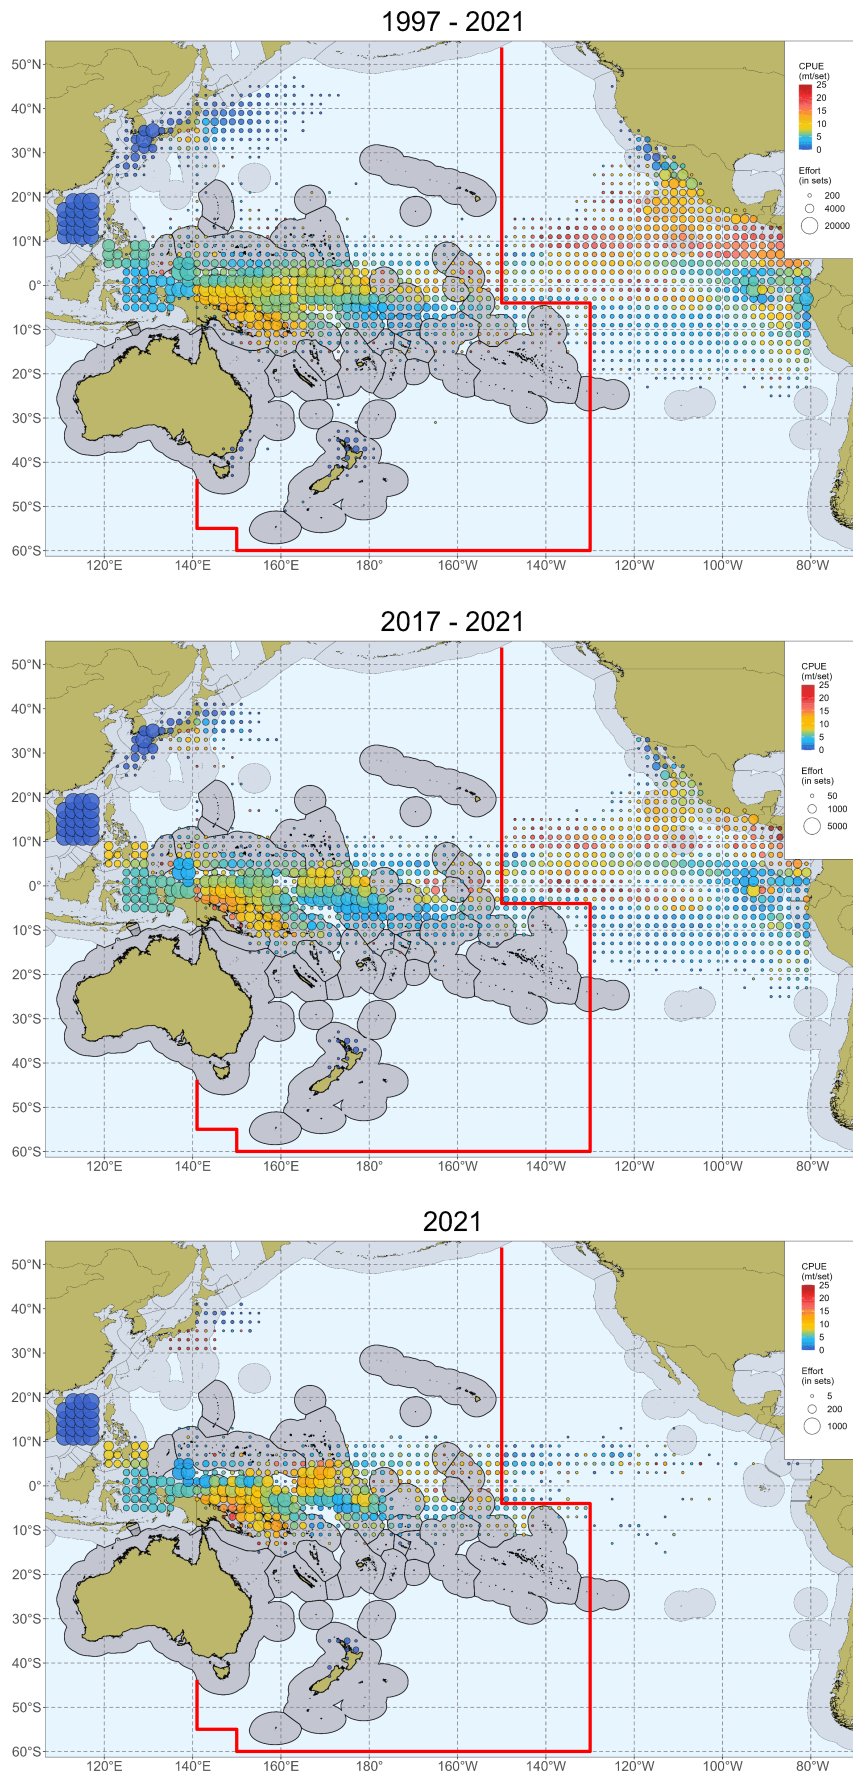 1997 - 2021
50°N
40°N
30°N
20°N
10°N
0°
10°S
20°S
30°S
40°S
50°S
60°S
120°E
140°E
160°E
180°
160°W
140°W
120°W
100°W
80°W
CPUE
(mt/set)
25
20
15
10
5
0
Effort
(in sets)
200
4000
20000
2017 - 2021
50°N
40°N
30°N
20°N
10°N
0°
10°S
20°S
30°S
40°S
50°S
60°S
120°E
140°E
160°E
180°
160°W
140°W
120°W
100°W
80°W
CPUE
(mt/set)
25
20
15
10
5
0
Effort
(in sets)
50
1000
5000
2021
50°N
40°N
30°N
20°N
10°N
0°
10°S
20°S
30°S
40°S
50°S
60°S
120°E
140°E
160°E
180°
160°W
140°W
120°W
100°W
80°W
CPUE
(mt/set)
25
20
15
10
5
0
Effort
(in sets)
5
200
1000